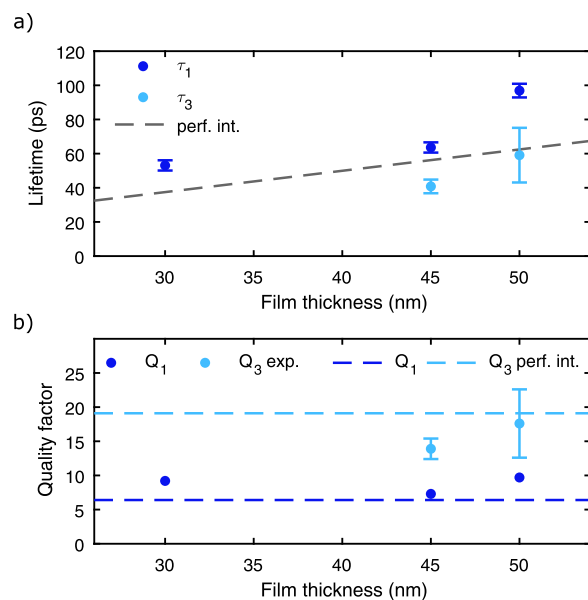 a)
120
100
80
60
40
20
0
τ1
τ3
perf. int.
Lifetime (ps)
30 35 40 45 50
Film thickness (nm)
b)
25
20
15
10
5
0
Q1 Q3 exp. Q1 Q3 perf. int.
Quality factor
30 35 40 45 50
Film thickness (nm)